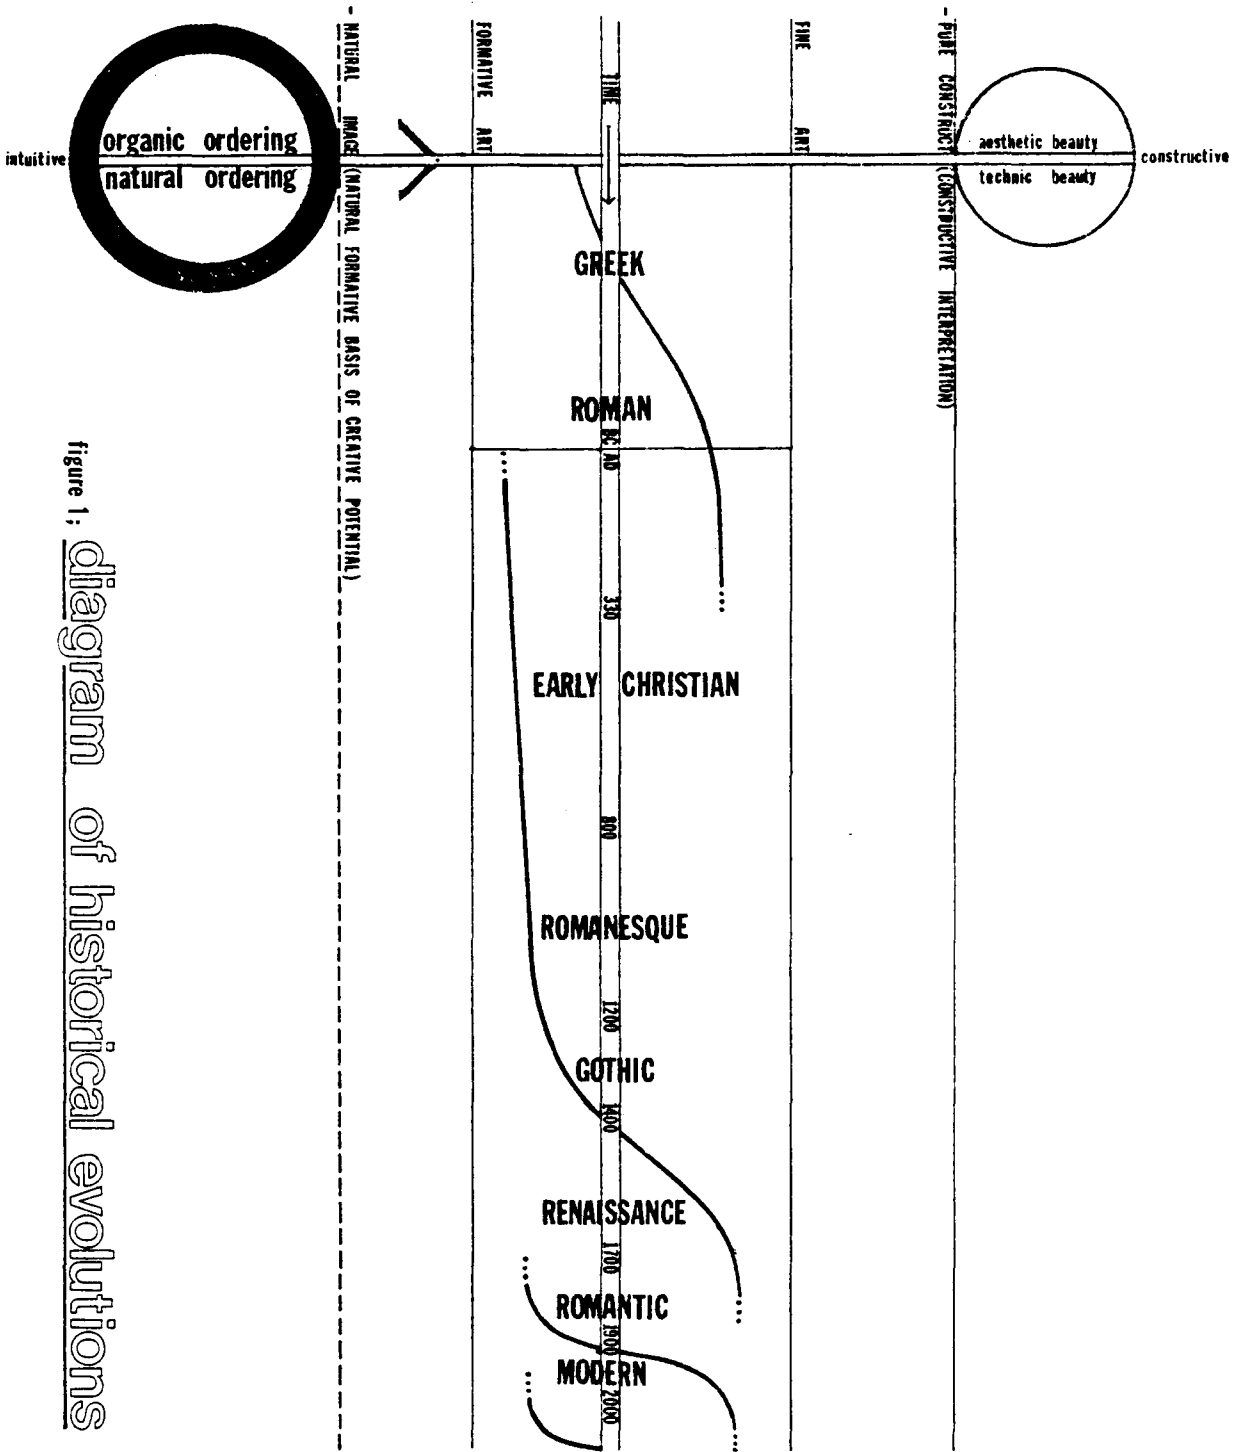 - NATURAL IMAGE (NATURAL FORMATIVE BASIS OF CREATIVE POTENTIAL)
FORMATIVE ART
TIME
FINE ART
- PURE CONSTRUCT (CONSTRUCTIVE INTERPRETATION)
intuitive
organic ordering
natural ordering
aesthetic beauty
technic beauty
constructive
GREEK
ROMAN
BC AD
330
EARLY CHRISTIAN
800
ROMANESQUE
1200
GOTHIC
1400
RENAISSANCE
1700
ROMANTIC
1900
MODERN
2000
figure 1; diagram of historical evolutions